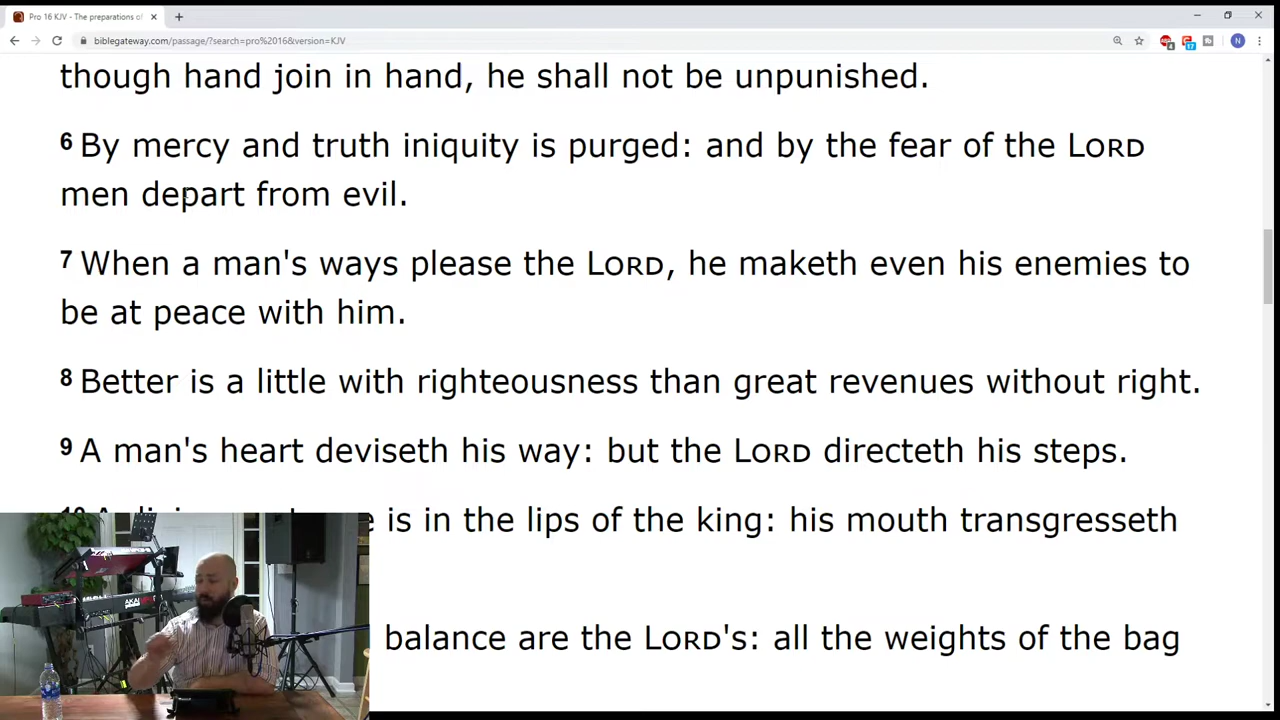 Pro 16 KJV - The preparations of
biblegateway.com/passage/?search=pro%2016&version=KJV
though hand join in hand, he shall not be unpunished.
6 By mercy and truth iniquity is purged: and by the fear of the LORD
men depart from evil.
7 When a man's ways please the LORD, he maketh even his enemies to
be at peace with him.
8 Better is a little with righteousness than great revenues without right.
9 A man's heart deviseth his way: but the LORD directeth his steps.
is in the lips of the king: his mouth transgresseth
balance are the LORD's: all the weights of the bag
AKAI